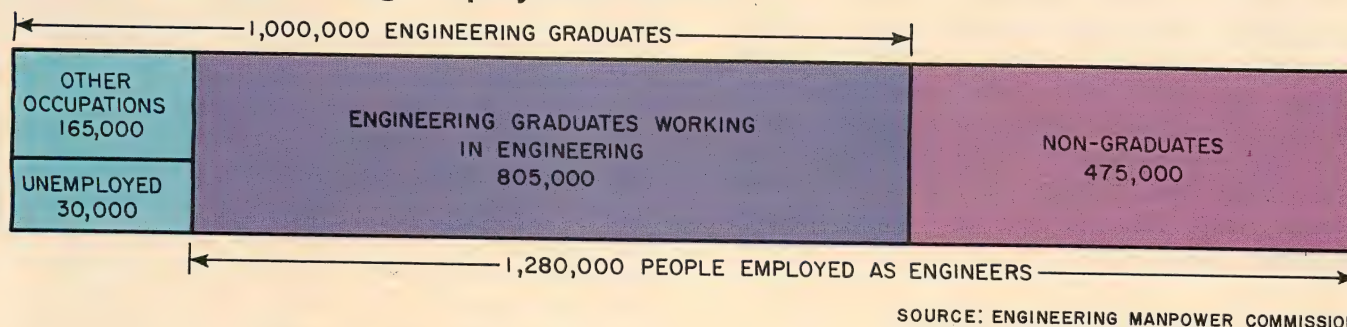 1,000,000 ENGINEERING GRADUATES
OTHER
OCCUPATIONS
165,000
UNEMPLOYED
30,000
ENGINEERING GRADUATES WORKING
IN ENGINEERING
805,000
NON-GRADUATES
475,000
1,280,000 PEOPLE EMPLOYED AS ENGINEERS
SOURCE: ENGINEERING MANPOWER COMMISSION